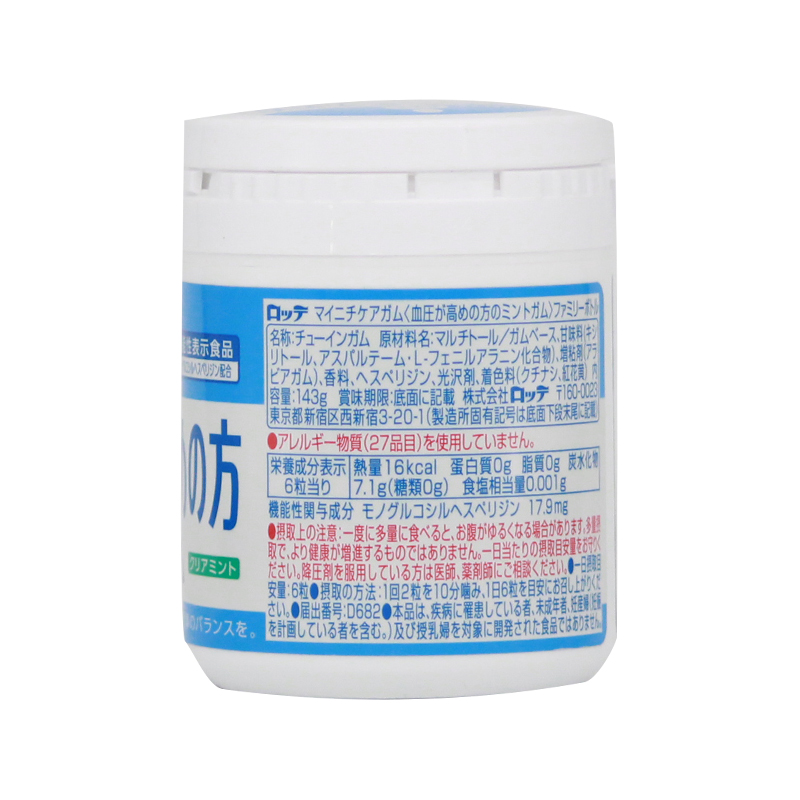 性表示食品
コシルヘスペリジン配合
の方
クリアミント
バランスを。
ロッテ マイニチケアガム〈血圧が高めの方のミントガム〉ファミリーボトル
名称:チューインガム 原材料名:マルチトール/ガムベース、甘味料(キシ
リトール、アスパルテーム・L-フェニルアラニン化合物)、増粘剤(アラ
ビアガム)、香料、ヘスペリジン、光沢剤、着色料(クチナシ、紅花黄) 内
容量:143g 賞味期限:底面に記載 株式会社ロッテ 〒160-0023
東京都新宿区西新宿3-20-1(製造所固有記号は底面下段末尾に記載)
●アレルギー物質(27品目)を使用していません。
栄養成分表示 熱量16kcal 蛋白質0g 脂質0g 炭水化物
6粒当り 7.1g(糖類0g) 食塩相当量0.001g
機能性関与成分 モノグルコシルヘスペリジン 17.9mg
●摂取上の注意:一度に多量に食べると、お腹がゆるくなる場合があります。多量摂
取で、より健康が増進するものではありません。一日当たりの摂取目安量をお守りく
ださい。降圧剤を服用している方は医師、薬剤師にご相談ください。●一日摂取目
安量:6粒●摂取の方法:1回2粒を10分噛み、1日6粒を目安にお召し上がりくだ
さい。●届出番号:D682●本品は、疾病に罹患している者、未成年者、妊産婦(妊娠
を計画している者を含む。)及び授乳婦を対象に開発された食品ではありません。